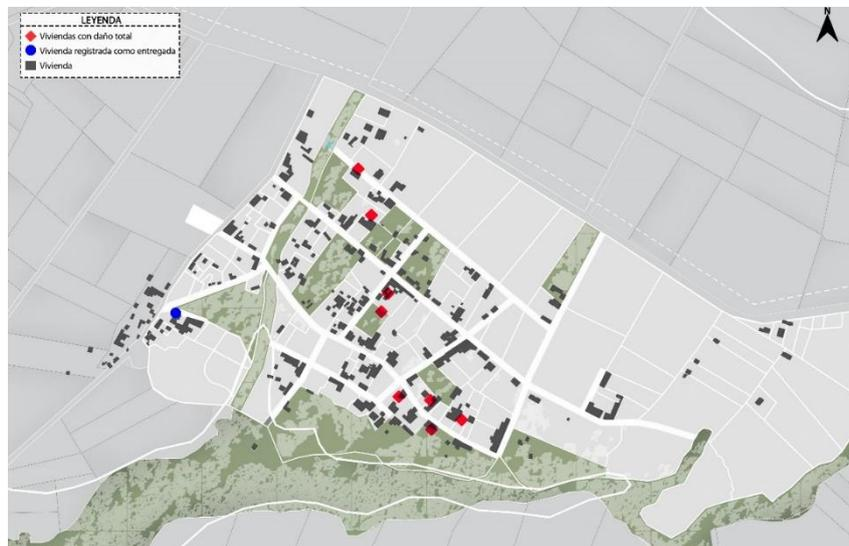 LEYENDA
Viviendas con daño total
Vivienda registrada como entregada
Vivienda
N